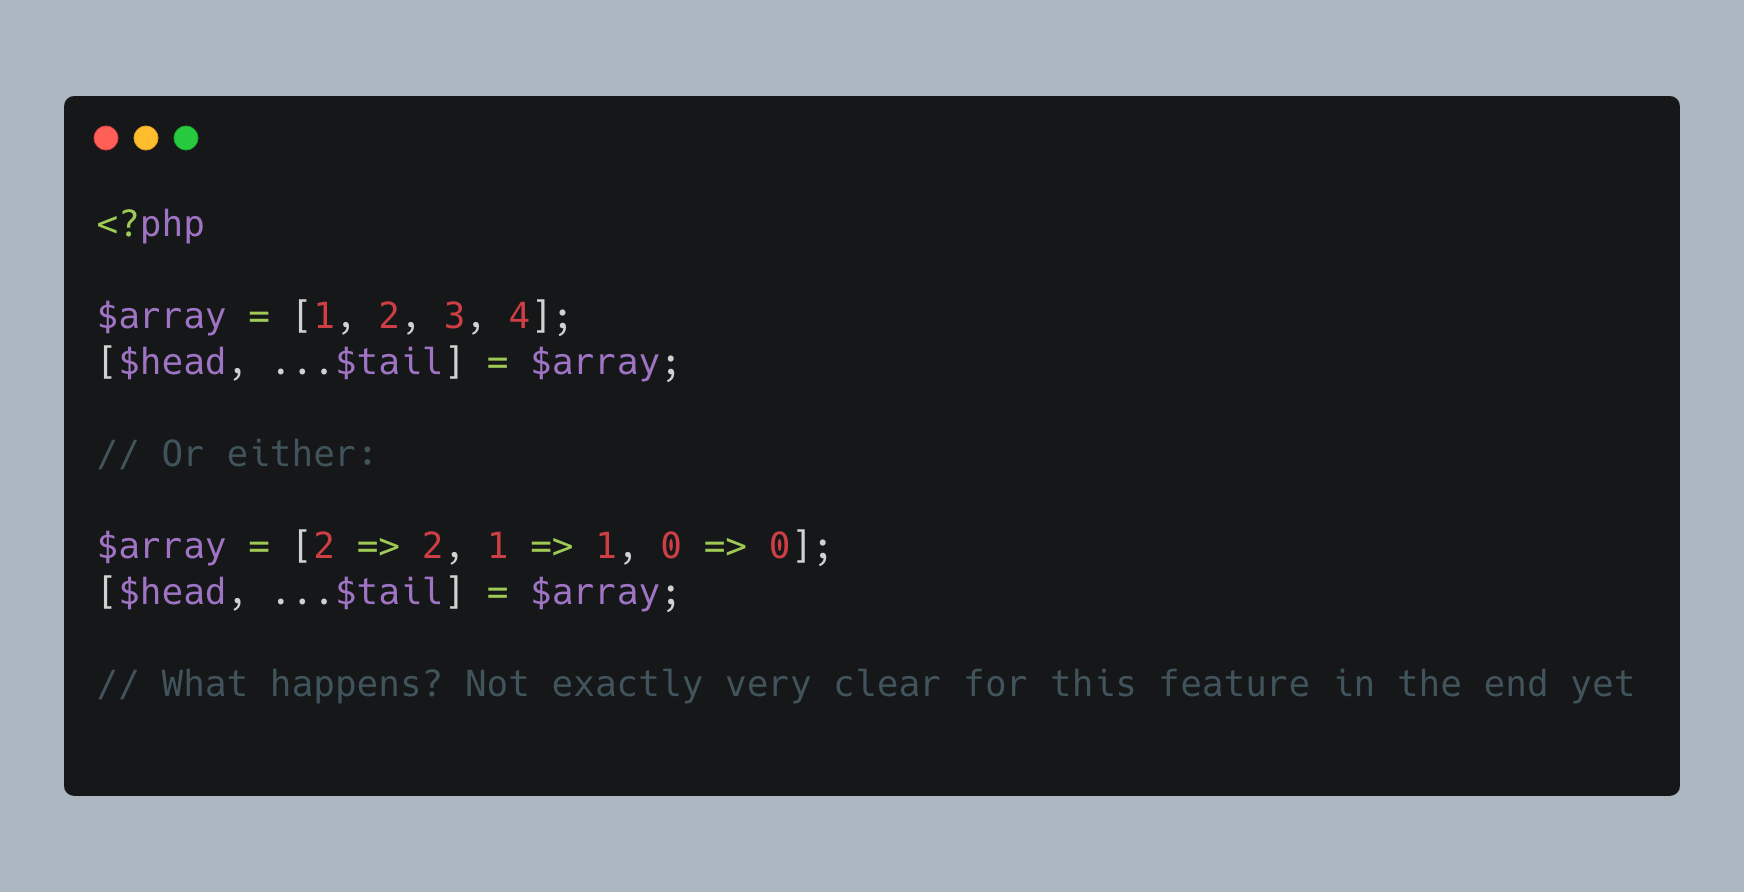 <?php
$array = [1, 2, 3, 4];
[$head, ...$tail] = $array;
// Or either:
$array = [2 => 2, 1 => 1, 0 => 0];
[$head, ...$tail] = $array;
// What happens? Not exactly very clear for this feature in the end yet